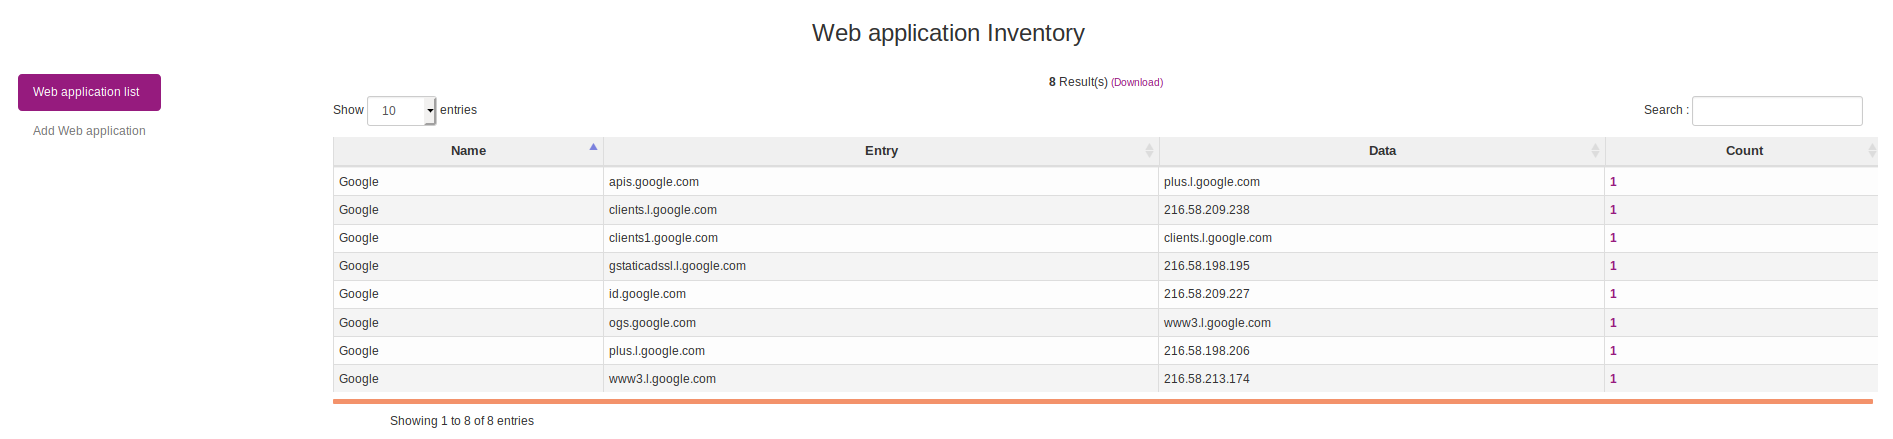 Web application Inventory
Web application list
Add Web application
8 Result(s) (Download)
Show 10 entries
Search :
Name Entry Data Count
Google apis.google.com plus.l.google.com 1
Google clients.l.google.com 216.58.209.238 1
Google clients1.google.com clients.l.google.com 1
Google gstaticadssl.l.google.com 216.58.198.195 1
Google id.google.com 216.58.209.227 1
Google ogs.google.com www3.l.google.com 1
Google plus.l.google.com 216.58.198.206 1
Google www3.l.google.com 216.58.213.174 1
Showing 1 to 8 of 8 entries